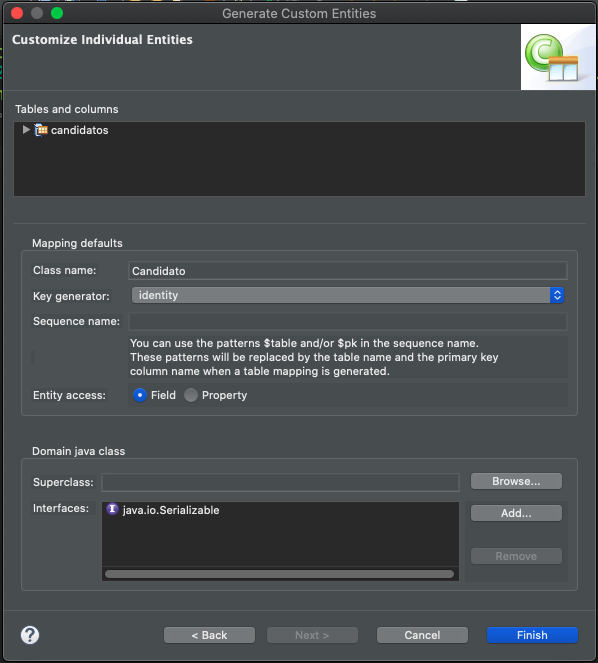 Generate Custom Entities
Customize Individual Entities
Tables and columns
candidatos
Mapping defaults
Class name: Candidato
Key generator: identity
Sequence name:
You can use the patterns $table and/or $pk in the sequence name.
These patterns will be replaced by the table name and the primary key
column name when a table mapping is generated.
Entity access: Field Property
Domain java class
Superclass: Browse...
Interfaces: java.io.Serializable Add...
Remove
? < Back Next > Cancel Finish